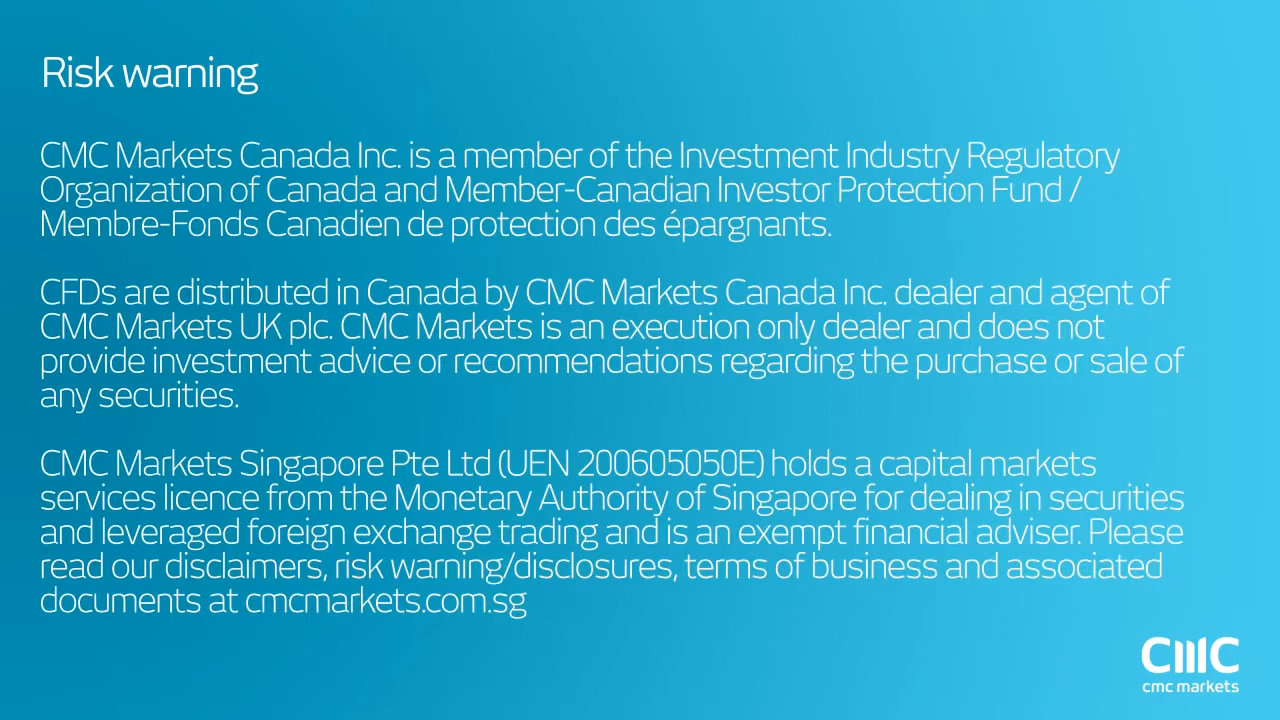 Risk warning
CMC Markets Canada Inc. is a member of the Investment Industry Regulatory
Organization of Canada and Member-Canadian Investor Protection Fund /
Membre-Fonds Canadien de protection des épargnants.
CFDs are distributed in Canada by CMC Markets Canada Inc. dealer and agent of
CMC Markets UK plc. CMC Markets is an execution only dealer and does not
provide investment advice or recommendations regarding the purchase or sale of
any securities.
CMC Markets Singapore Pte Ltd (UEN 200605050E) holds a capital markets
services licence from the Monetary Authority of Singapore for dealing in securities
and leveraged foreign exchange trading and is an exempt financial adviser. Please
read our disclaimers, risk warning/disclosures, terms of business and associated
documents at cmcmarkets.com.sg
CMC
cmc markets